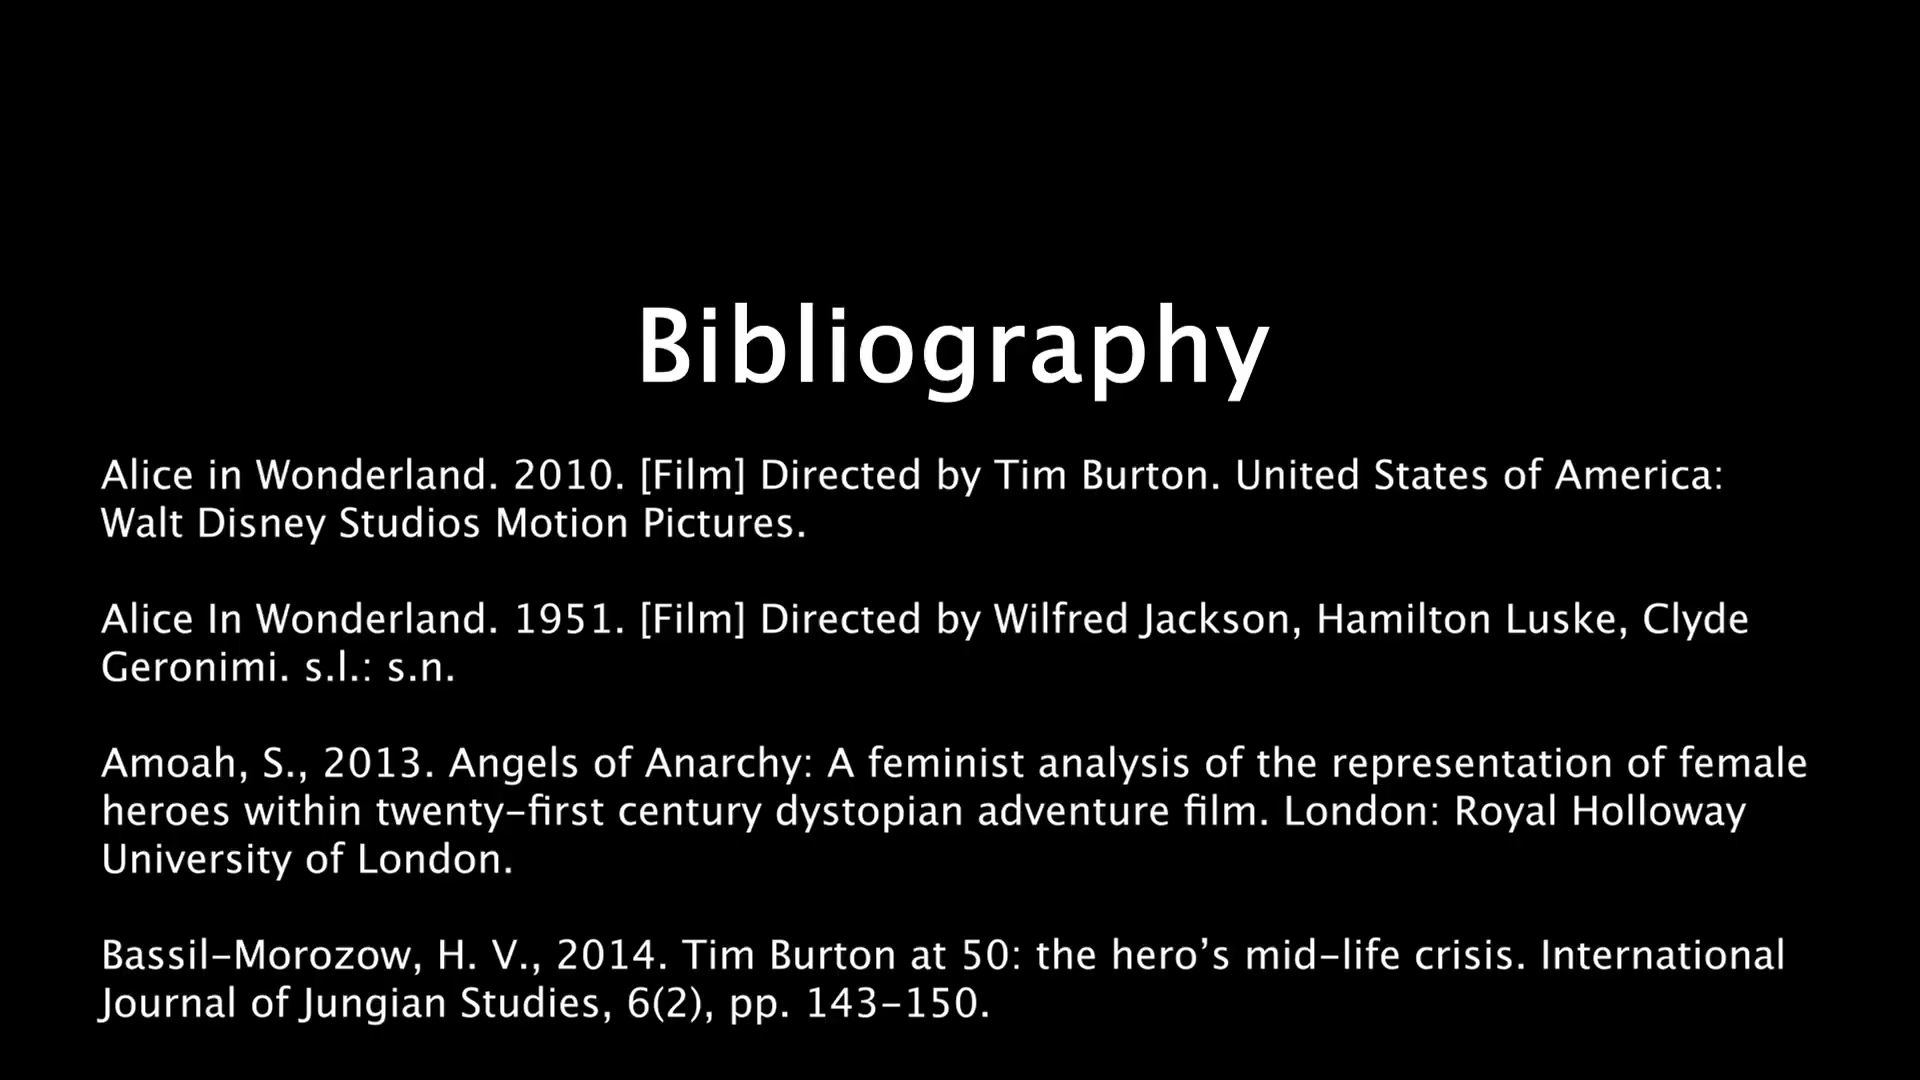 Bibliography
Alice in Wonderland. 2010. [Film] Directed by Tim Burton. United States of America:
Walt Disney Studios Motion Pictures.
Alice In Wonderland. 1951. [Film] Directed by Wilfred Jackson, Hamilton Luske, Clyde
Geronimi. s.l.: s.n.
Amoah, S., 2013. Angels of Anarchy: A feminist analysis of the representation of female
heroes within twenty-first century dystopian adventure film. London: Royal Holloway
University of London.
Bassil-Morozow, H. V., 2014. Tim Burton at 50: the hero’s mid-life crisis. International
Journal of Jungian Studies, 6(2), pp. 143-150.